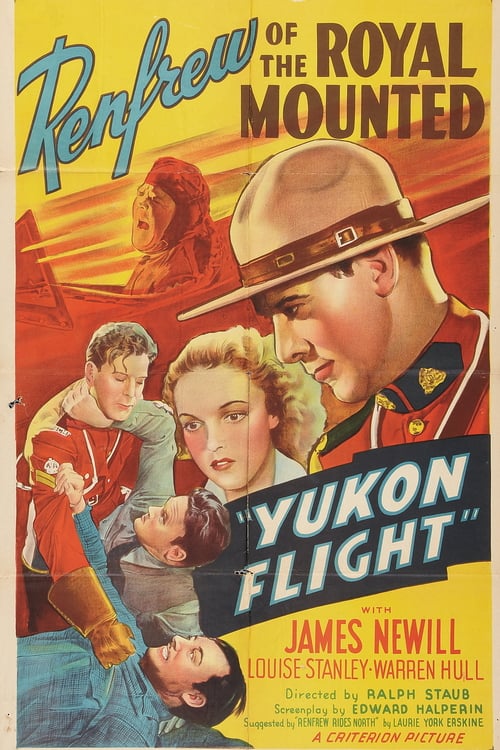 Renfrew OF THE ROYAL MOUNTED
"YUKON FLIGHT"
WITH
JAMES NEWILL
LOUISE STANLEY · WARREN HULL
Directed by RALPH STAUB
Screenplay by EDWARD HALPERIN
Suggested by "RENFREW RIDES NORTH" by LAURIE YORK ERSKINE
A CRITERION PICTURE